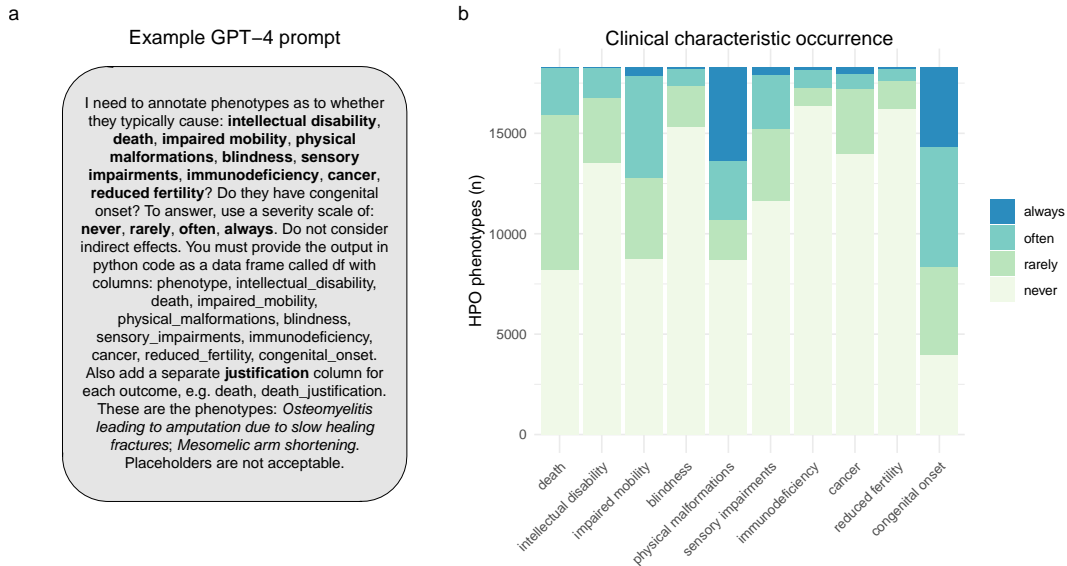 a
Example GPT−4 prompt
I need to annotate phenotypes as to whether
they typically cause: intellectual disability,
death, impaired mobility, physical
malformations, blindness, sensory
impairments, immunodeficiency, cancer,
reduced fertility? Do they have congenital
onset? To answer, use a severity scale of:
never, rarely, often, always. Do not consider
indirect effects. You must provide the output in
python code as a data frame called df with
columns: phenotype, intellectual_disability,
death, impaired_mobility,
physical_malformations, blindness,
sensory_impairments, immunodeficiency,
cancer, reduced_fertility, congenital_onset.
Also add a separate justification column for
each outcome, e.g. death, death_justification.
These are the phenotypes: Osteomyelitis
leading to amputation due to slow healing
fractures; Mesomelic arm shortening.
Placeholders are not acceptable.
b
Clinical characteristic occurrence
HPO phenotypes (n)
15000
10000
5000
0
death
intellectual disability
impaired mobility
blindness
physical malformations
sensory impairments
immunodeficiency
cancer
reduced fertility
congenital onset
always
often
rarely
never